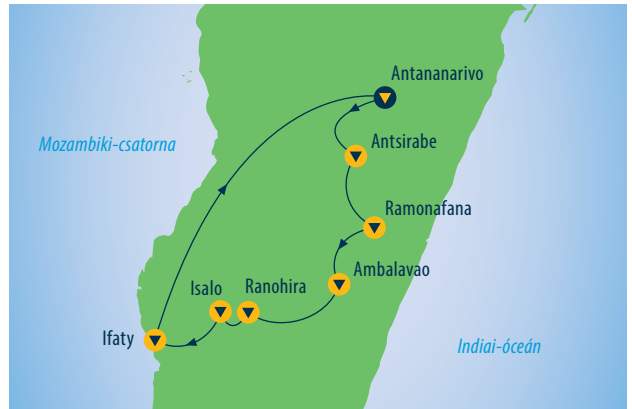 Antananarivo
Mozambiki-csatorna
Antsirabe
Ramonafana
Ambalavao
Isalo
Ranohira
Ifaty
Indiai-óceán